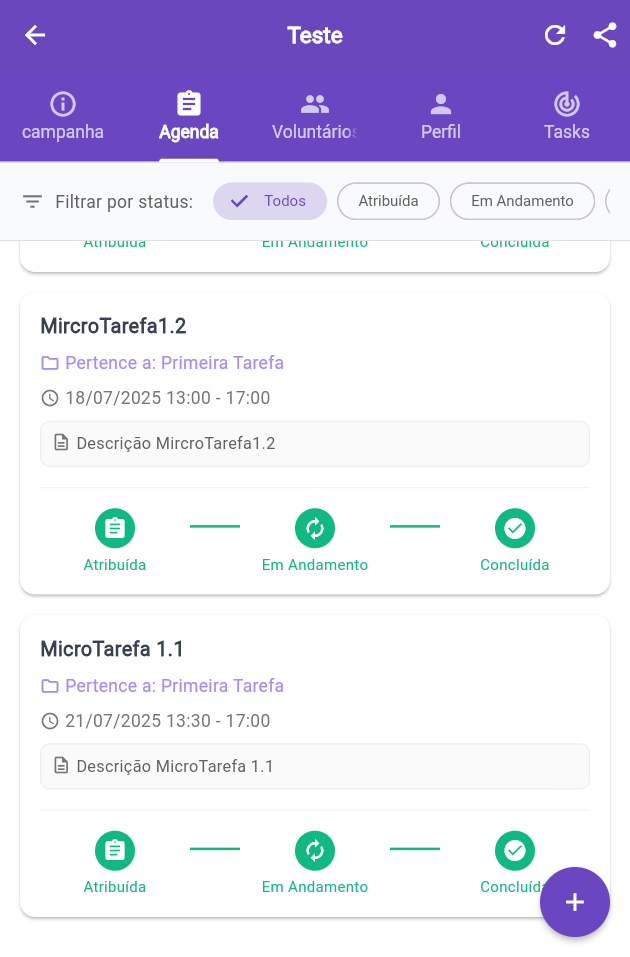 Teste
campanha
Agenda
Voluntários
Perfil
Tasks
Filtrar por status:
Todos
Atribuída
Em Andamento
Atribuída
Em Andamento
Concluída
MircroTarefa1.2
Pertence a: Primeira Tarefa
18/07/2025 13:00 - 17:00
Descrição MircroTarefa1.2
Atribuída
Em Andamento
Concluída
MicroTarefa 1.1
Pertence a: Primeira Tarefa
21/07/2025 13:30 - 17:00
Descrição MicroTarefa 1.1
Atribuída
Em Andamento
Concluída